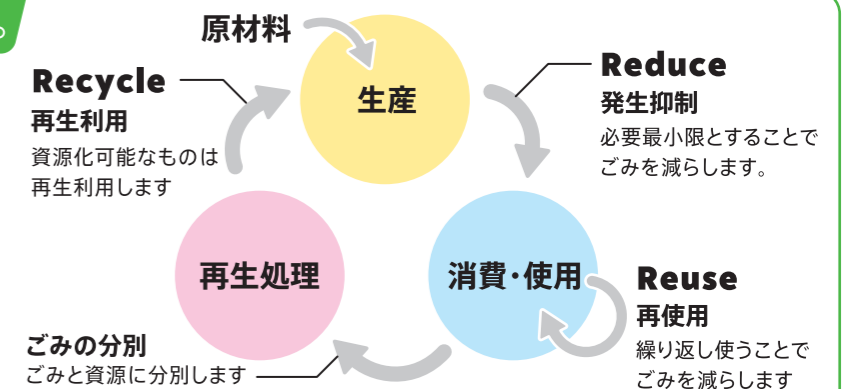 原材料
生産
Recycle
再生利用
資源化可能なものは
再生利用します
Reduce
発生抑制
必要最小限とすることで
ごみを減らします。
再生処理
消費・使用
Reuse
再使用
繰り返し使うことで
ごみを減らします
ごみの分別
ごみと資源に分別します